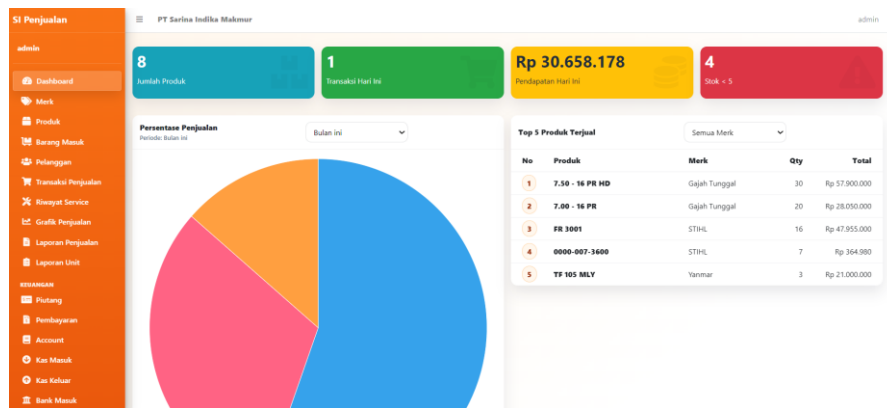 SI Penjualan
PT Sarina Indika Makmur
admin
admin
Dashboard
Merk
Produk
Barang Masuk
Pelanggan
Transaksi Penjualan
Riwayat Service
Grafik Penjualan
Laporan Penjualan
Laporan Unit
KEUANGAN
Piutang
Pembayaran
Account
Kas Masuk
Kas Keluar
Bank Masuk
8
Jumlah Produk
1
Transaksi Hari Ini
Rp 30.658.178
Pendapatan Hari Ini
4
Stok < 5
Persentase Penjualan
Periode: Bulan ini
Bulan ini
Top 5 Produk Terjual
Semua Merk
No Produk Merk Qty Total
1 7.50 - 16 PR HD Gajah Tunggal 30 Rp 57.900.000
2 7.00 - 16 PR Gajah Tunggal 20 Rp 28.050.000
3 FR 3001 STIHL 16 Rp 47.955.000
4 0000-007-3600 STIHL 7 Rp 364.980
5 TF 105 MLY Yanmar 3 Rp 21.000.000